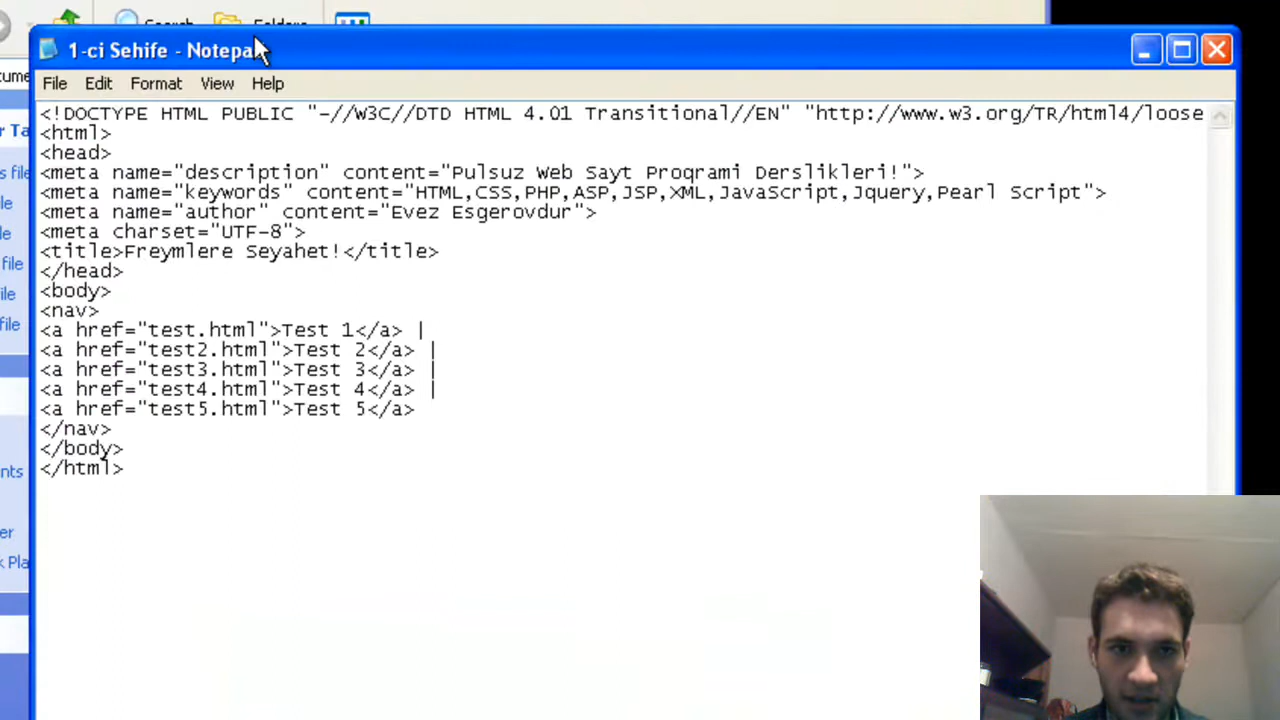 Search
Folders
1-ci Sehife - Notepad
File Edit Format View Help
<!DOCTYPE HTML PUBLIC "-//W3C//DTD HTML 4.01 Transitional//EN" "http://www.w3.org/TR/html4/loose
<html>
<head>
<meta name="description" content="Pulsuz Web Sayt Proqrami Derslikleri!">
<meta name="keywords" content="HTML,CSS,PHP,ASP,JSP,XML,JavaScript,Jquery,Pearl Script">
<meta name="author" content="Evez Esgerovdur">
<meta charset="UTF-8">
<title>Freymlere Seyahet!</title>
</head>
<body>
<nav>
<a href="test.html">Test 1</a> |
<a href="test2.html">Test 2</a> |
<a href="test3.html">Test 3</a> |
<a href="test4.html">Test 4</a> |
<a href="test5.html">Test 5</a>
</nav>
</body>
</html>